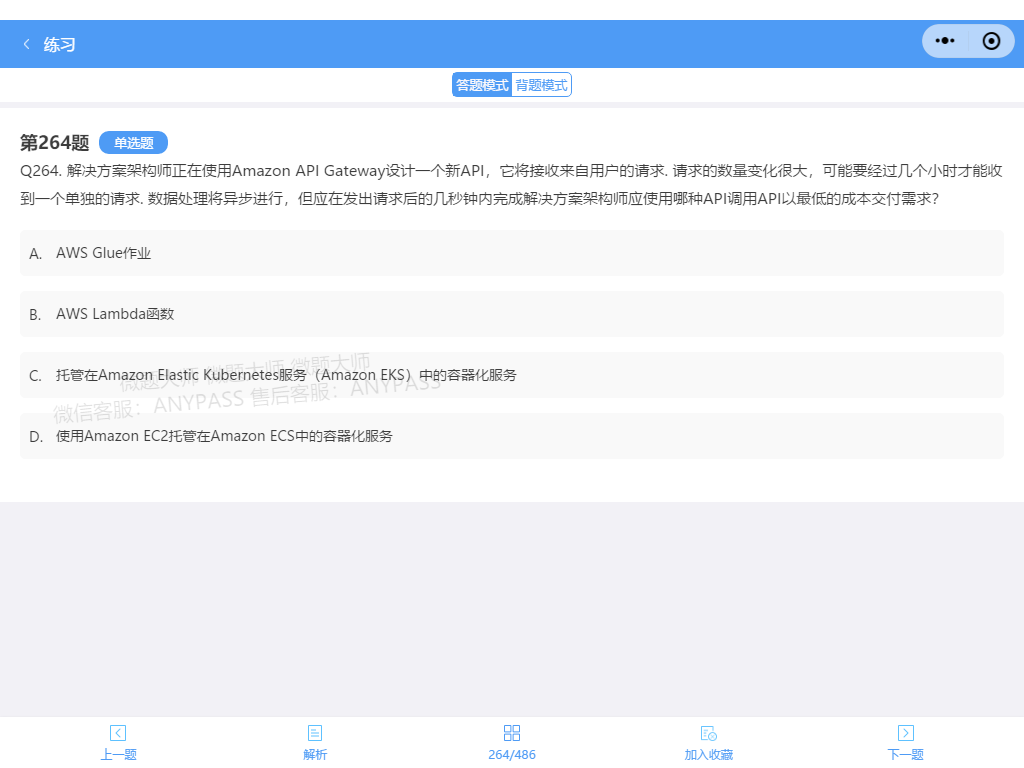 练习
答题模式 背题模式
第264题 单选题
Q264. 解决方案架构师正在使用Amazon API Gateway设计一个新API，它将接收来自用户的请求. 请求的数量变化很大，可能要经过几个小时才能收
到一个单独的请求. 数据处理将异步进行，但应在发出请求后的几秒钟内完成解决方案架构师应使用哪种API调用API以最低的成本交付需求？
A. AWS Glue作业
B. AWS Lambda函数
微题大师 微题大师 微题大师
C. 托管在Amazon Elastic Kubernetes服务（Amazon EKS）中的容器化服务
微信客服：ANYPASS 售后客服：ANYPASS
D. 使用Amazon EC2托管在Amazon ECS中的容器化服务
上一题 解析 264/486 加入收藏 下一题